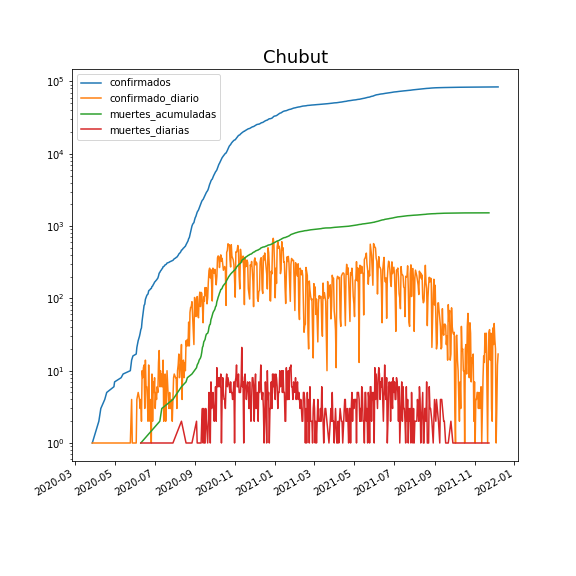 Chubut
confirmados
confirmado_diario
muertes_acumuladas
muertes_diarias
10^5
10^4
10^3
10^2
10^1
10^0
2020-03 2020-05 2020-07 2020-09 2020-11 2021-01 2021-03 2021-05 2021-07 2021-09 2021-11 2022-01